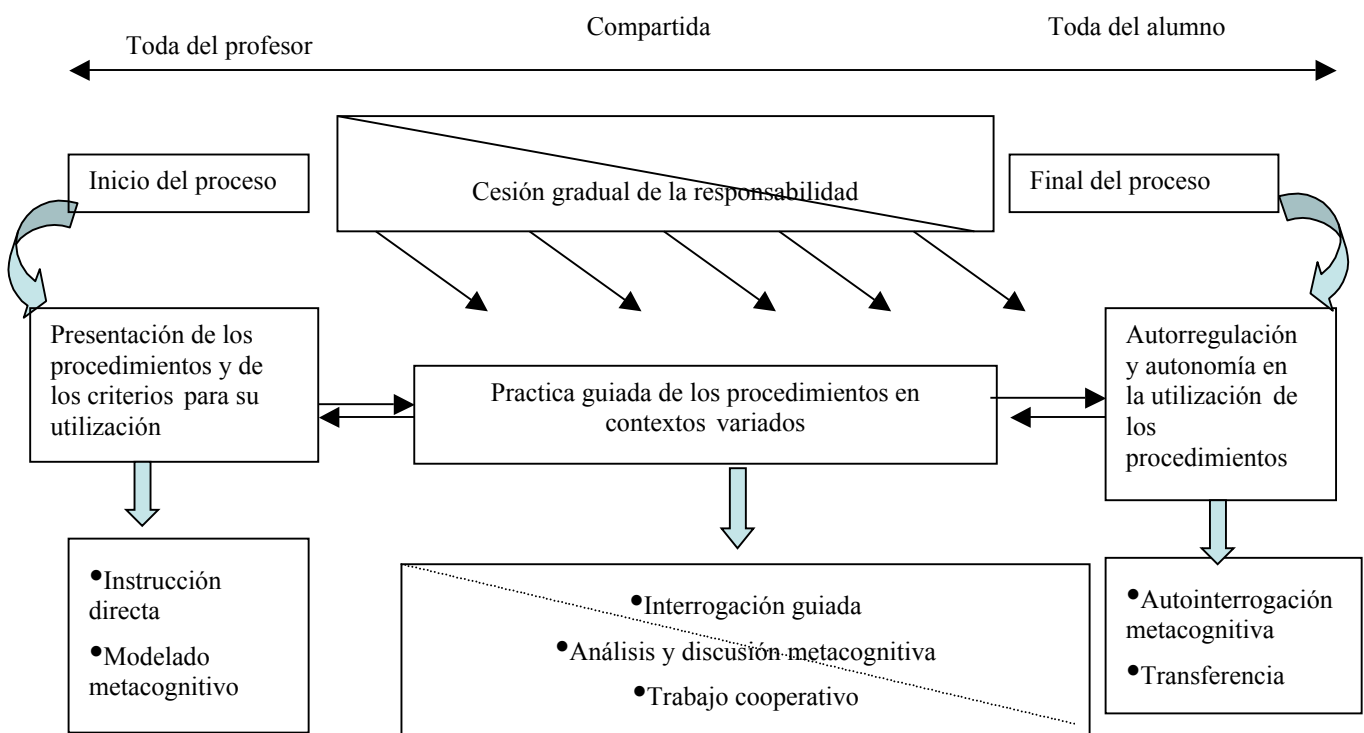 Toda del profesor
Compartida
Toda del alumno
Inicio del proceso
Cesión gradual de la responsabilidad
Final del proceso
Presentación de los
procedimientos y de
los criterios para su
utilización
Practica guiada de los procedimientos en
contextos variados
Autorregulación
y autonomía en
la utilización de
los
procedimientos
•Instrucción
directa
•Modelado
metacognitivo
•Interrogación guiada
•Análisis y discusión metacognitiva
•Trabajo cooperativo
•Autointerrogación
metacognitiva
•Transferencia